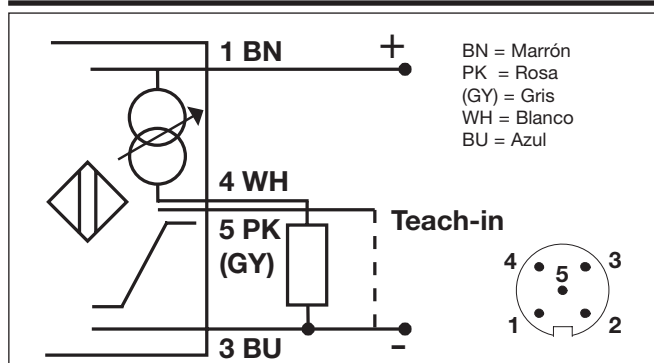 1 BN
+
BN = Marrón
PK = Rosa
(GY) = Gris
WH = Blanco
BU = Azul
4 WH
5 PK
(GY)
Teach-in
3 BU
-
4
5
3
1
2